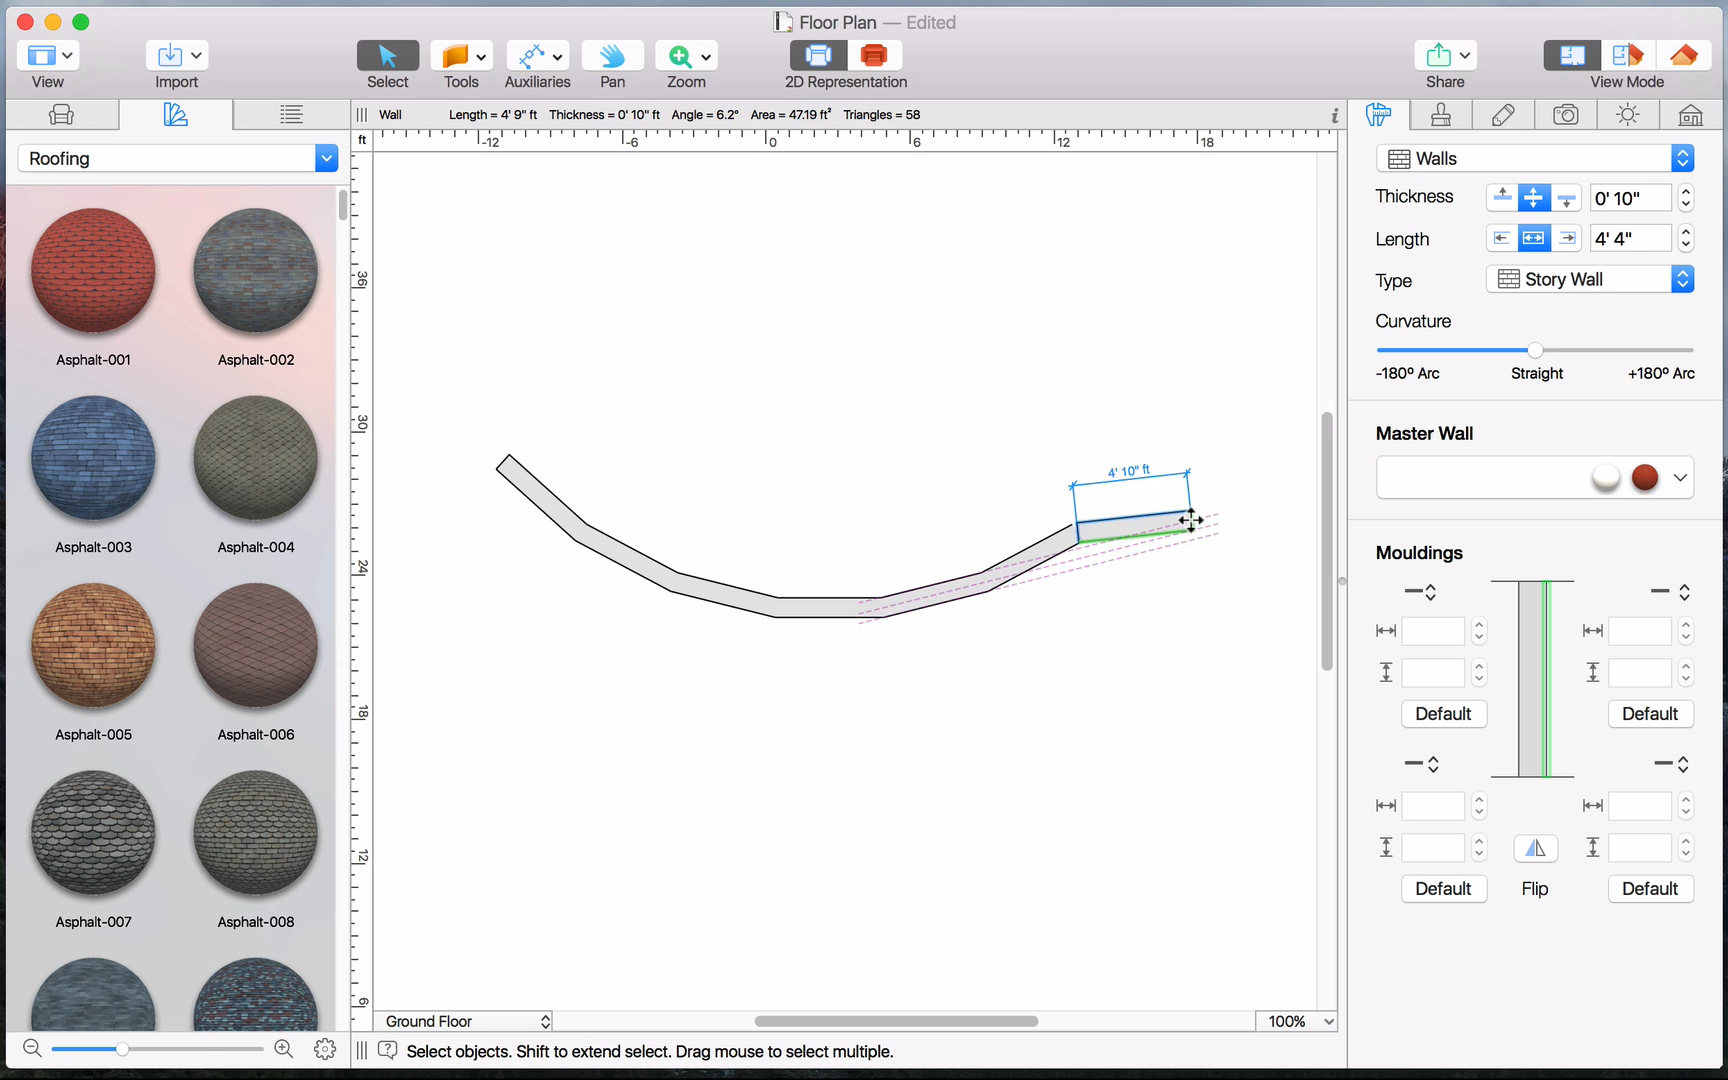 Floor Plan — Edited
View
Import
Select
Tools
Auxiliaries
Pan
Zoom
2D Representation
Share
View Mode
Wall Length = 4' 9" ft Thickness = 0' 10" ft Angle = 6.2° Area = 47.19 ft² Triangles = 58
Roofing
ft
-12
-6
0
6
12
18
36
30
24
18
12
6
Asphalt-001
Asphalt-002
Asphalt-003
Asphalt-004
Asphalt-005
Asphalt-006
Asphalt-007
Asphalt-008
4' 10" ft
Walls
Thickness
0' 10"
Length
4' 4"
Type
Story Wall
Curvature
-180º Arc
Straight
+180º Arc
Master Wall
Mouldings
Default
Default
Default
Flip
Default
Ground Floor
100%
Select objects. Shift to extend select. Drag mouse to select multiple.